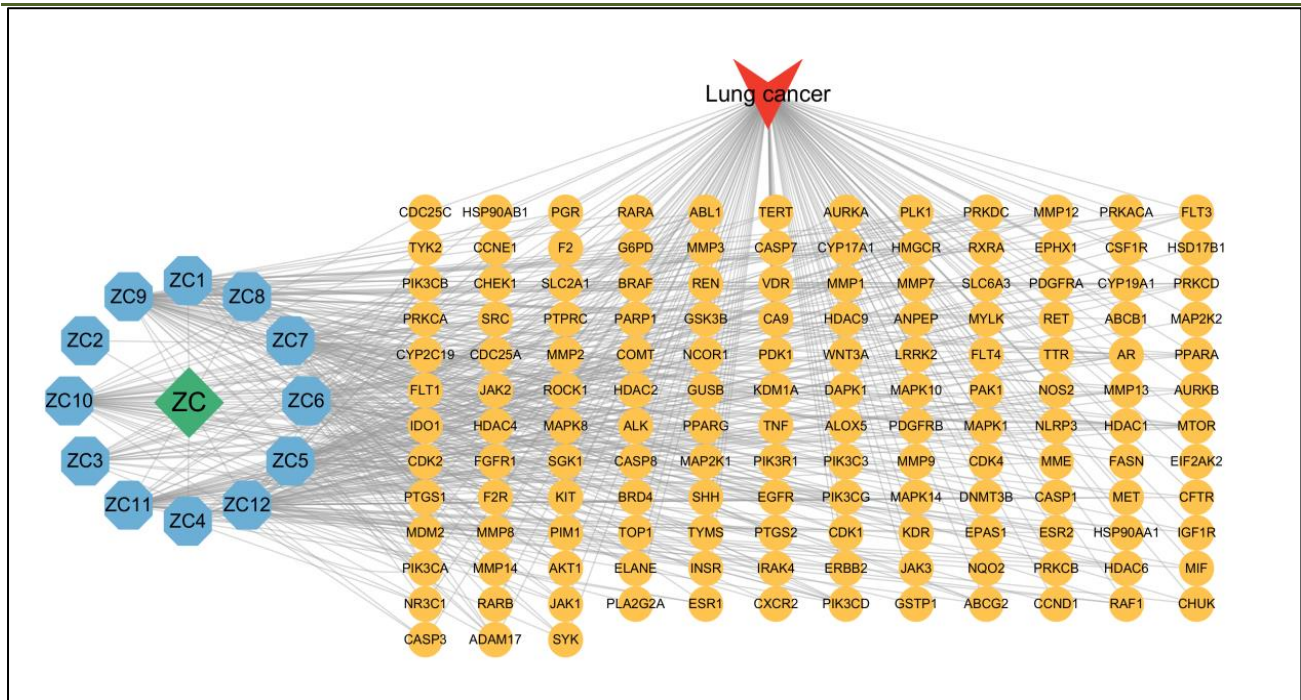 Lung cancer
CDC25C HSP90AB1 PGR RARA ABL1 TERT AURKA PLK1 PRKDC MMP12 PRKACA FLT3
TYK2 CCNE1 F2 G6PD MMP3 CASP7 CYP17A1 HMGCR RXRA EPHX1 CSF1R HSD17B1
ZC1
ZC9 ZC8
PIK3CB CHEK1 SLC2A1 BRAF REN VDR MMP1 MMP7 SLC6A3 PDGFRA CYP19A1 PRKCD
PRKCA SRC PTPRC PARP1 GSK3B CA9 HDAC9 ANPEP MYLK RET ABCB1 MAP2K2
ZC2 ZC7
CYP2C19 CDC25A MMP2 COMT NCOR1 PDK1 WNT3A LRRK2 FLT4 TTR AR PPARA
FLT1 JAK2 ROCK1 HDAC2 GUSB KDM1A DAPK1 MAPK10 PAK1 NOS2 MMP13 AURKB
ZC10 ZC ZC6
IDO1 HDAC4 MAPK8 ALK PPARG TNF ALOX5 PDGFRB MAPK1 NLRP3 HDAC1 MTOR
ZC3 ZC5
CDK2 FGFR1 SGK1 CASP8 MAP2K1 PIK3R1 PIK3C3 MMP9 CDK4 MME FASN EIF2AK2
PTGS1 F2R KIT BRD4 SHH EGFR PIK3CG MAPK14 DNMT3B CASP1 MET CFTR
ZC11 ZC12
ZC4
MDM2 MMP8 PIM1 TOP1 TYMS PTGS2 CDK1 KDR EPAS1 ESR2 HSP90AA1 IGF1R
PIK3CA MMP14 AKT1 ELANE INSR IRAK4 ERBB2 JAK3 NQO2 PRKCB HDAC6 MIF
NR3C1 RARB JAK1 PLA2G2A ESR1 CXCR2 PIK3CD GSTP1 ABCG2 CCND1 RAF1 CHUK
CASP3 ADAM17 SYK